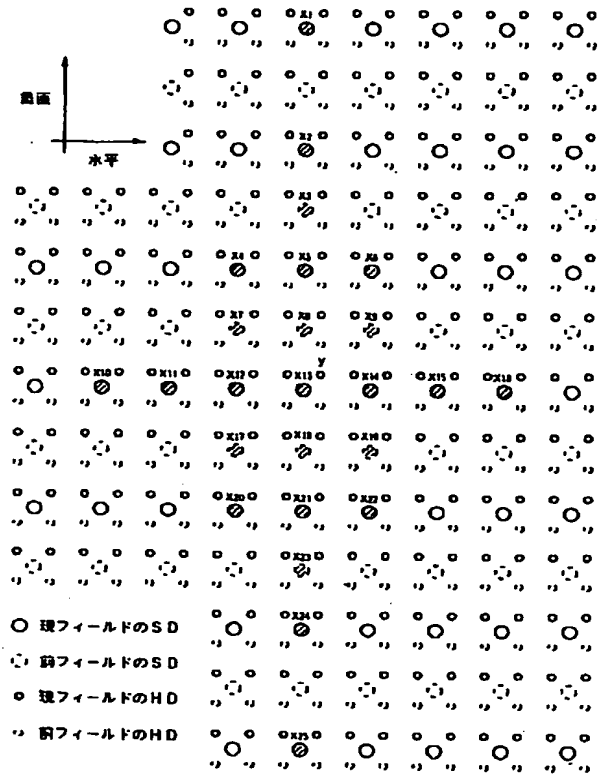 X1
X2
水平
X3
X4 X5 X6
X7 X8 X9
y
X10 X11 X12 X13 X14 X15 X16
X17 X18 X19
X20 X21 X22
X23
X24
X25
現フィールドのSD
前フィールドのSD
現フィールドのHD
前フィールドのHD